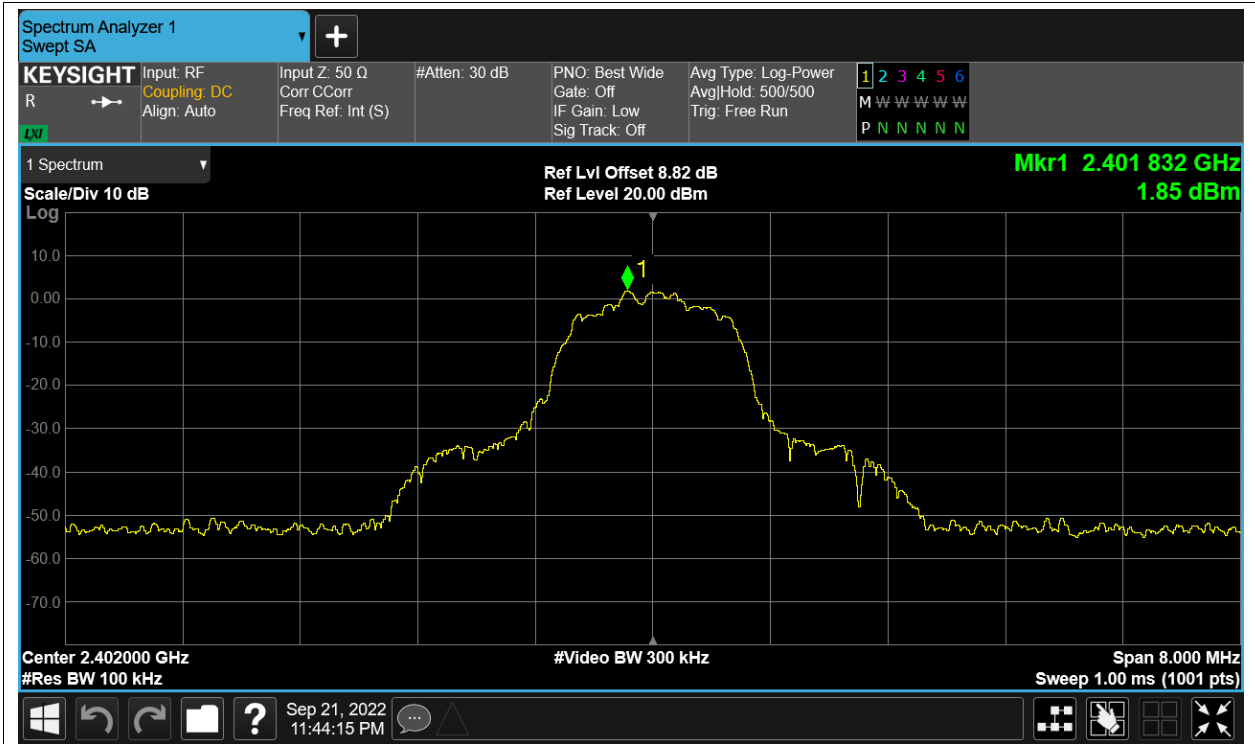 Spectrum Analyzer 1
Swept SA
+
KEYSIGHT
R
LXI
Input: RF
Coupling: DC
Align: Auto
Input Z: 50 Ω
Corr CCorr
Freq Ref: Int (S)
#Atten: 30 dB
PNO: Best Wide
Gate: Off
IF Gain: Low
Sig Track: Off
Avg Type: Log-Power
Avg|Hold: 500/500
Trig: Free Run
1 2 3 4 5 6
M W W W W W
P N N N N N
1 Spectrum
Scale/Div 10 dB
Ref Lvl Offset 8.82 dB
Ref Level 20.00 dBm
Mkr1 2.401 832 GHz
1.85 dBm
Log
10.0
0.00
-10.0
-20.0
-30.0
-40.0
-50.0
-60.0
-70.0
1
Center 2.402000 GHz
#Res BW 100 kHz
#Video BW 300 kHz
Span 8.000 MHz
Sweep 1.00 ms (1001 pts)
?
Sep 21, 2022
11:44:15 PM